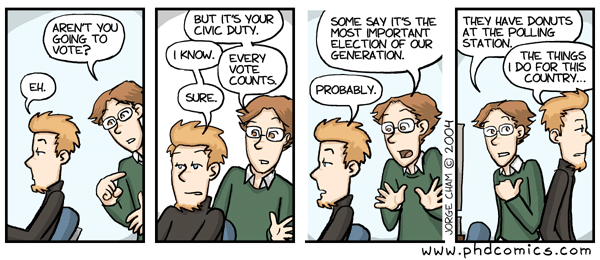 AREN'T YOU
GOING TO
VOTE?
EH.
BUT IT'S YOUR
CIVIC DUTY.
I KNOW.
EVERY
VOTE
COUNTS.
SURE.
SOME SAY IT'S THE
MOST IMPORTANT
ELECTION OF OUR
GENERATION.
PROBABLY.
JORGE CHAM © 2004
THEY HAVE DONUTS
AT THE POLLING
STATION.
THE THINGS
I DO FOR THIS
COUNTRY...
www.phdcomics.com